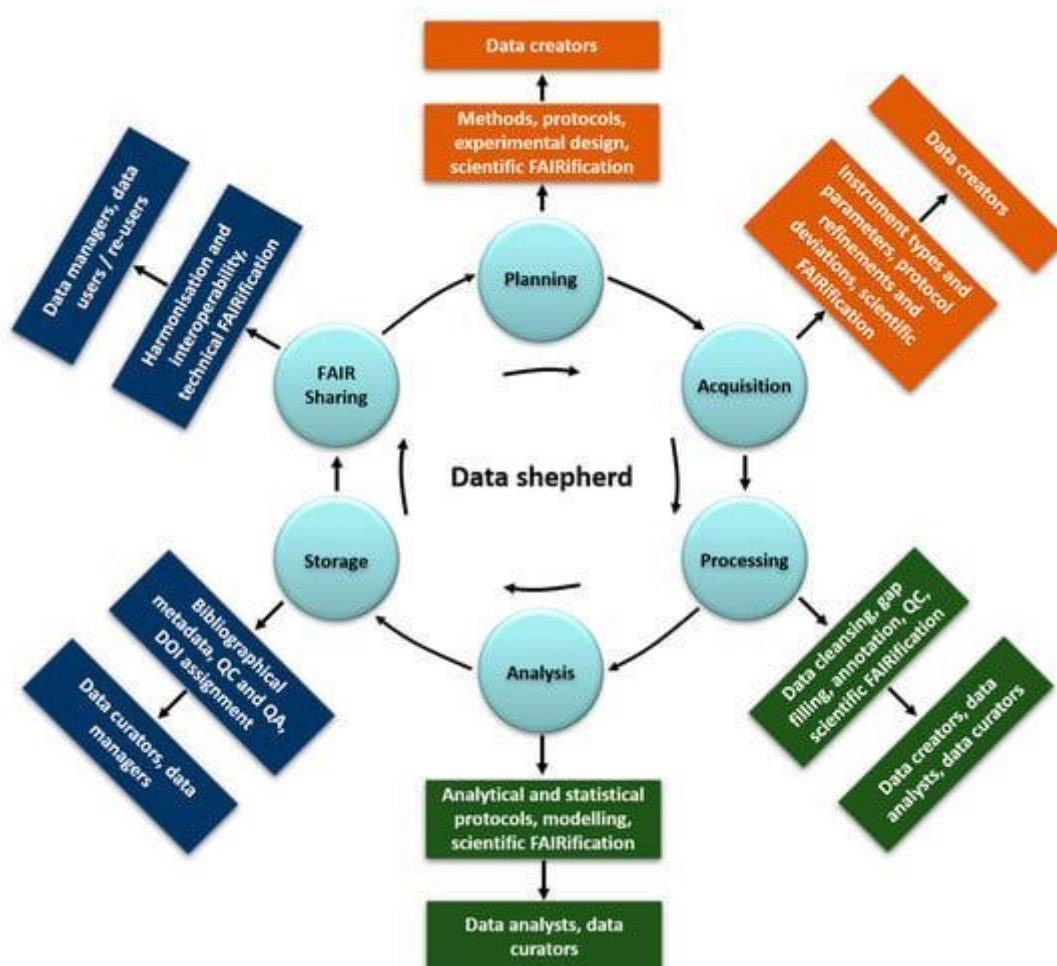 Data creators
Methods, protocols,
experimental design,
scientific FAIRification
Planning
Data creators
Instrument types and
parameters, protocol
refinements and
deviations, scientific
FAIRification
Acquisition
Data managers, data
users / re-users
Harmonisation and
interoperability,
technical FAIRification
FAIR
Sharing
Data shepherd
Storage
Processing
Bibliographical
metadata, QC and QA,
DOI assignment
Data curators, data
managers
Analysis
Data cleansing, gap
filling, annotation, QC,
scientific FAIRification
Data creators, data
analysts, data curators
Analytical and statistical
protocols, modelling,
scientific FAIRification
Data analysts, data
curators